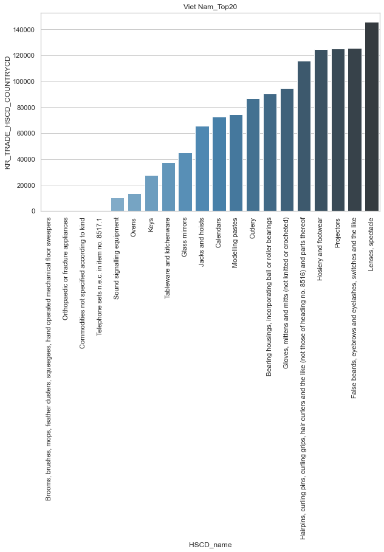 Viet Nam_Top20
KR_TRADE_HSCD_COUNTRYCD
140000
120000
100000
80000
60000
40000
20000
0
Brooms, brushes, mops, feather dusters, squeegees, hand operated mechanical floor sweepers
Orthopaedic or fracture appliances
Commodities not specified according to kind
Telephone sets n.e.c. in item no. 8517.1
Sound signalling equipment
Ovens
Keys
Tableware and kitchenware
Glass mirrors
Jacks and hoists
Calendars
Modelling pastes
Cutlery
Bearing housings, incorporating ball or roller bearings
Gloves, mittens and mitts (not knitted or crocheted)
Hairpins, curling pins, curling grips, hair curlers and the like (not those of heading no. 8516) and parts thereof
Hosiery and footwear
Projectors
False beards, eyebrows and eyelashes, switches and the like
Lenses, spectacle
HSCD_name